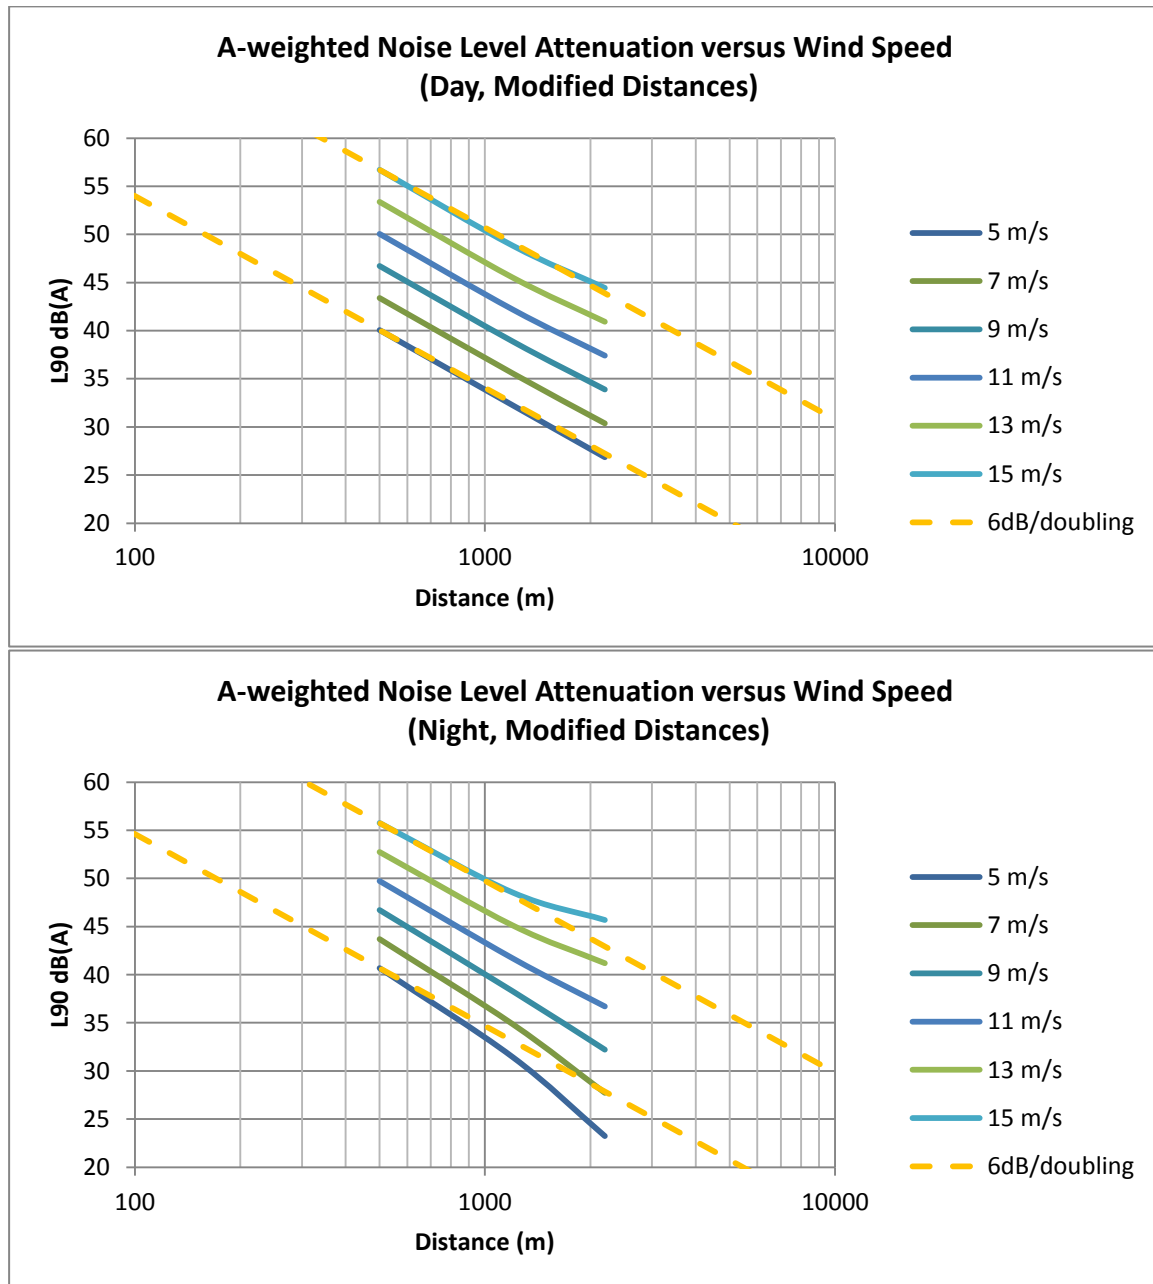 A-weighted Noise Level Attenuation versus Wind Speed
(Day, Modified Distances)
60
55
50
45
40
35
30
25
20
L90 dB(A)
100
1000
10000
Distance (m)
5 m/s
7 m/s
9 m/s
11 m/s
13 m/s
15 m/s
6dB/doubling
A-weighted Noise Level Attenuation versus Wind Speed
(Night, Modified Distances)
60
55
50
45
40
35
30
25
20
L90 dB(A)
100
1000
10000
Distance (m)
5 m/s
7 m/s
9 m/s
11 m/s
13 m/s
15 m/s
6dB/doubling